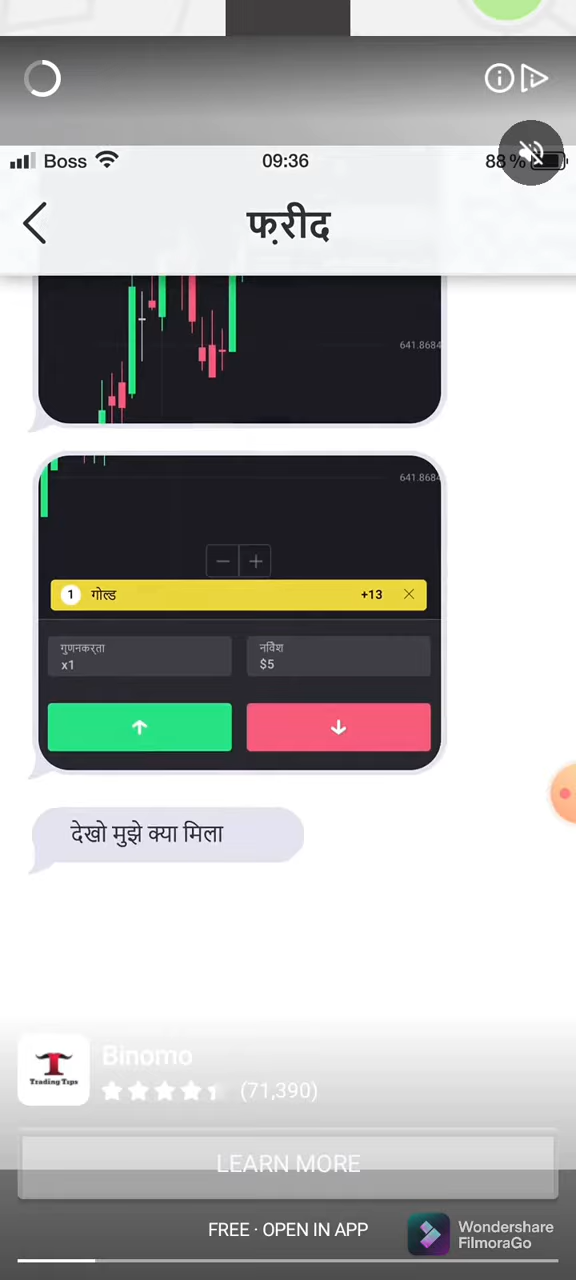 Boss 09:36 88 %
फ़रीद
641.8684
641.8684
1 गोल्ड +13
गुणनकर्ता
x1
निवेश
$5
देखो मुझे क्या मिला
Trading Tips
Binomo
(71,390)
LEARN MORE
FREE · OPEN IN APP
Wondershare
FilmoraGo